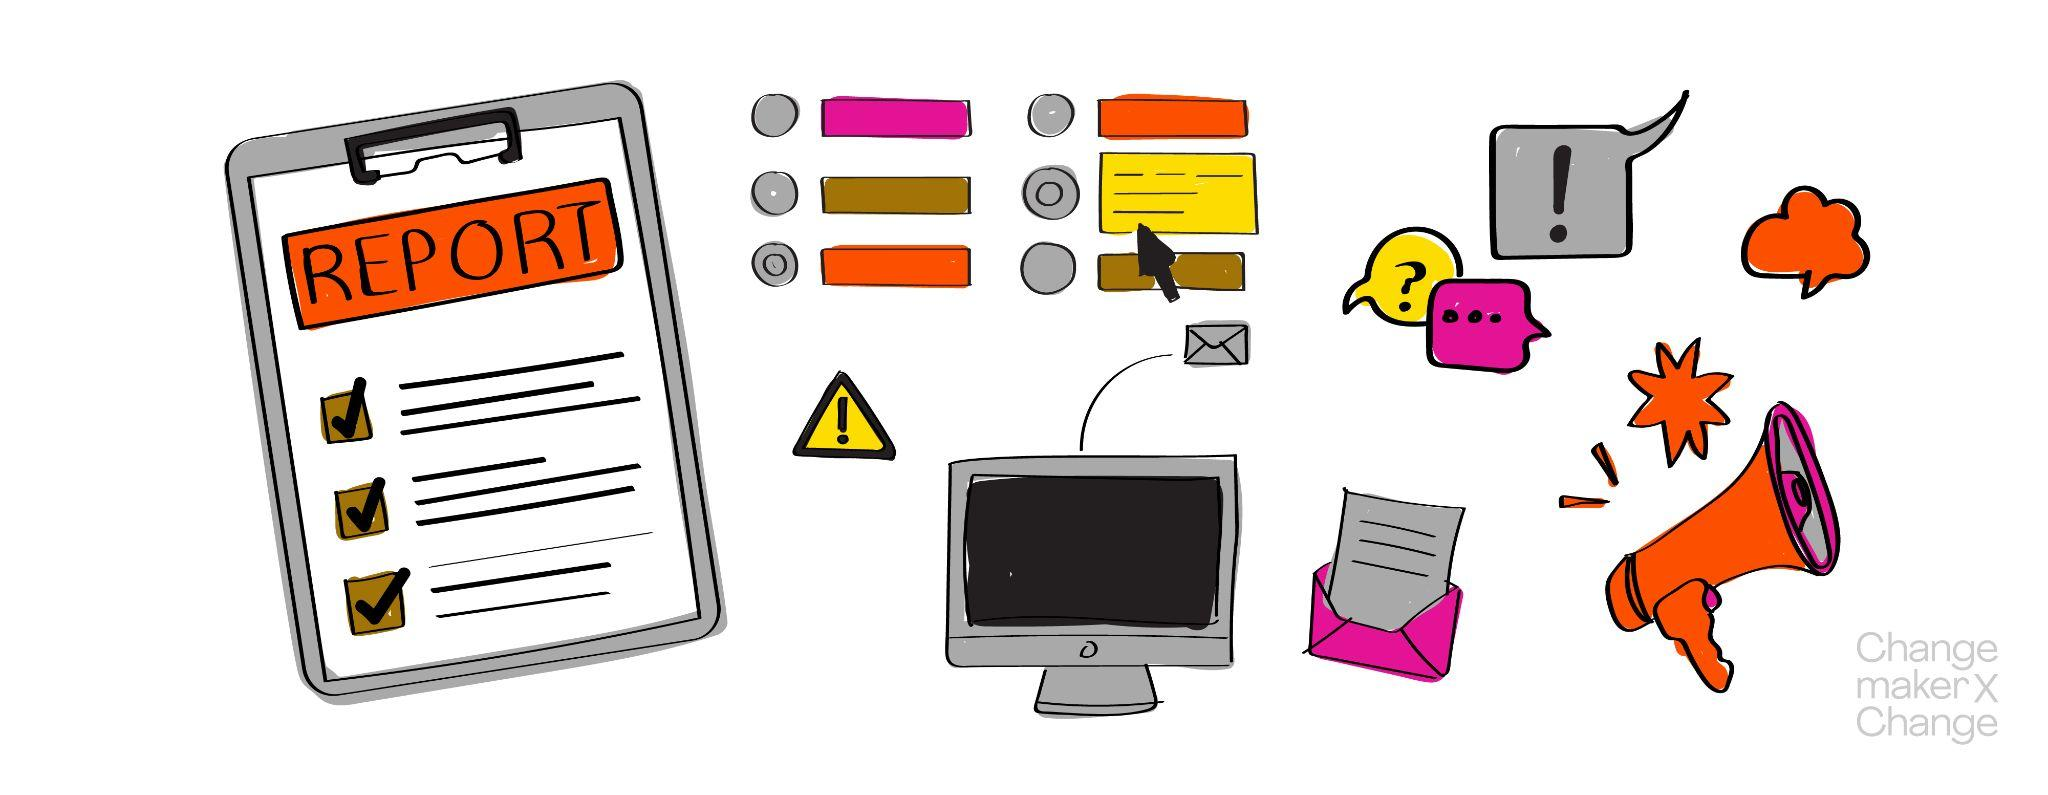 REPORT
!
?
...
!
Change
maker X
Change